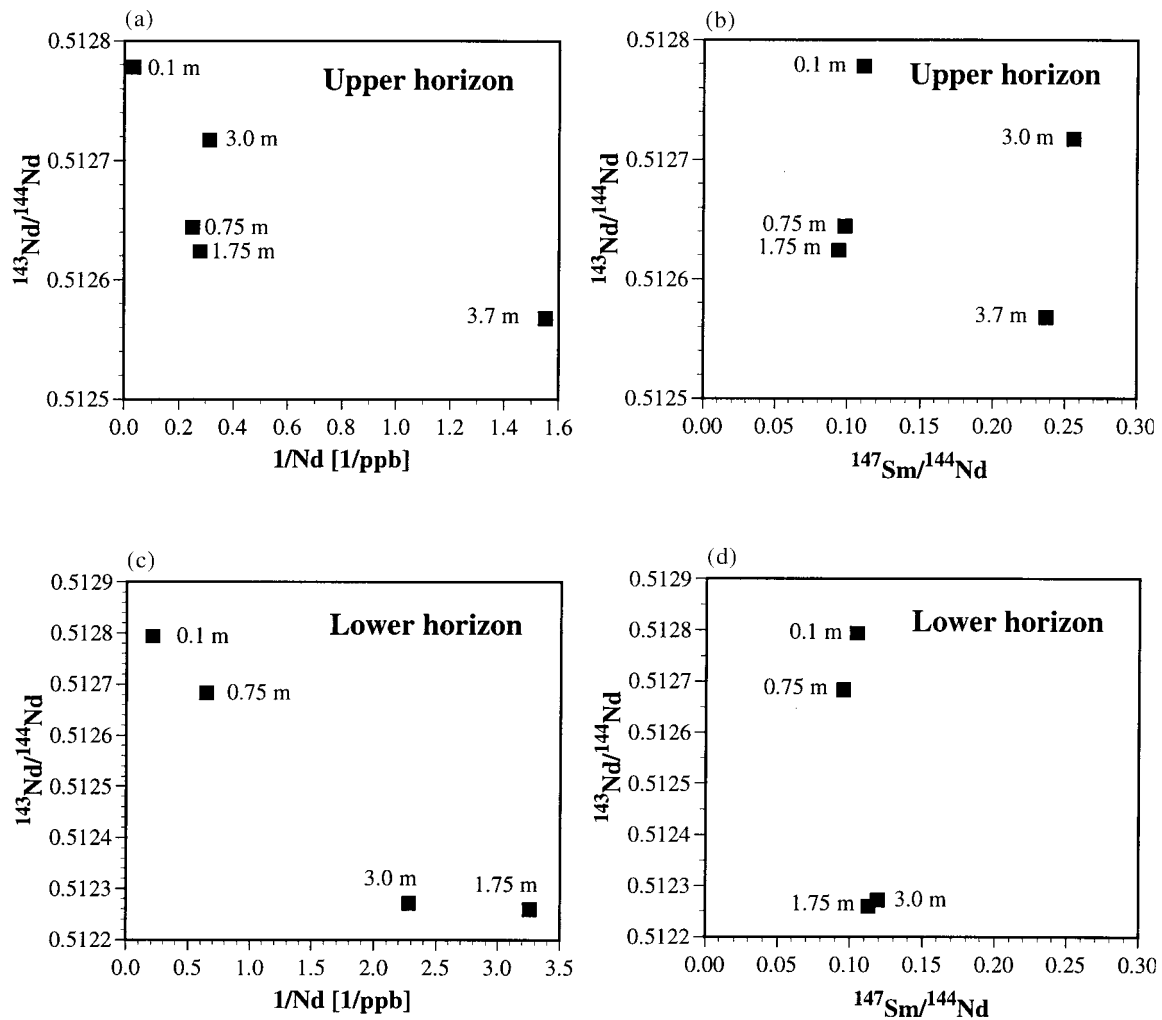 (a)
Upper horizon
0.5128
0.5127
0.5126
0.5125
143Nd/144Nd
0.1 m
3.0 m
0.75 m
1.75 m
3.7 m
0.0 0.2 0.4 0.6 0.8 1.0 1.2 1.4 1.6
1/Nd [1/ppb]
(b)
Upper horizon
0.5128
0.5127
0.5126
0.5125
143Nd/144Nd
0.1 m
3.0 m
0.75 m
1.75 m
3.7 m
0.00 0.05 0.10 0.15 0.20 0.25 0.30
147Sm/144Nd
(c)
Lower horizon
0.5129
0.5128
0.5127
0.5126
0.5125
0.5124
0.5123
0.5122
143Nd/144Nd
0.1 m
0.75 m
3.0 m
1.75 m
0.0 0.5 1.0 1.5 2.0 2.5 3.0 3.5
1/Nd [1/ppb]
(d)
Lower horizon
0.5129
0.5128
0.5127
0.5126
0.5125
0.5124
0.5123
0.5122
143Nd/144Nd
0.1 m
0.75 m
1.75 m
3.0 m
0.00 0.05 0.10 0.15 0.20 0.25 0.30
147Sm/144Nd